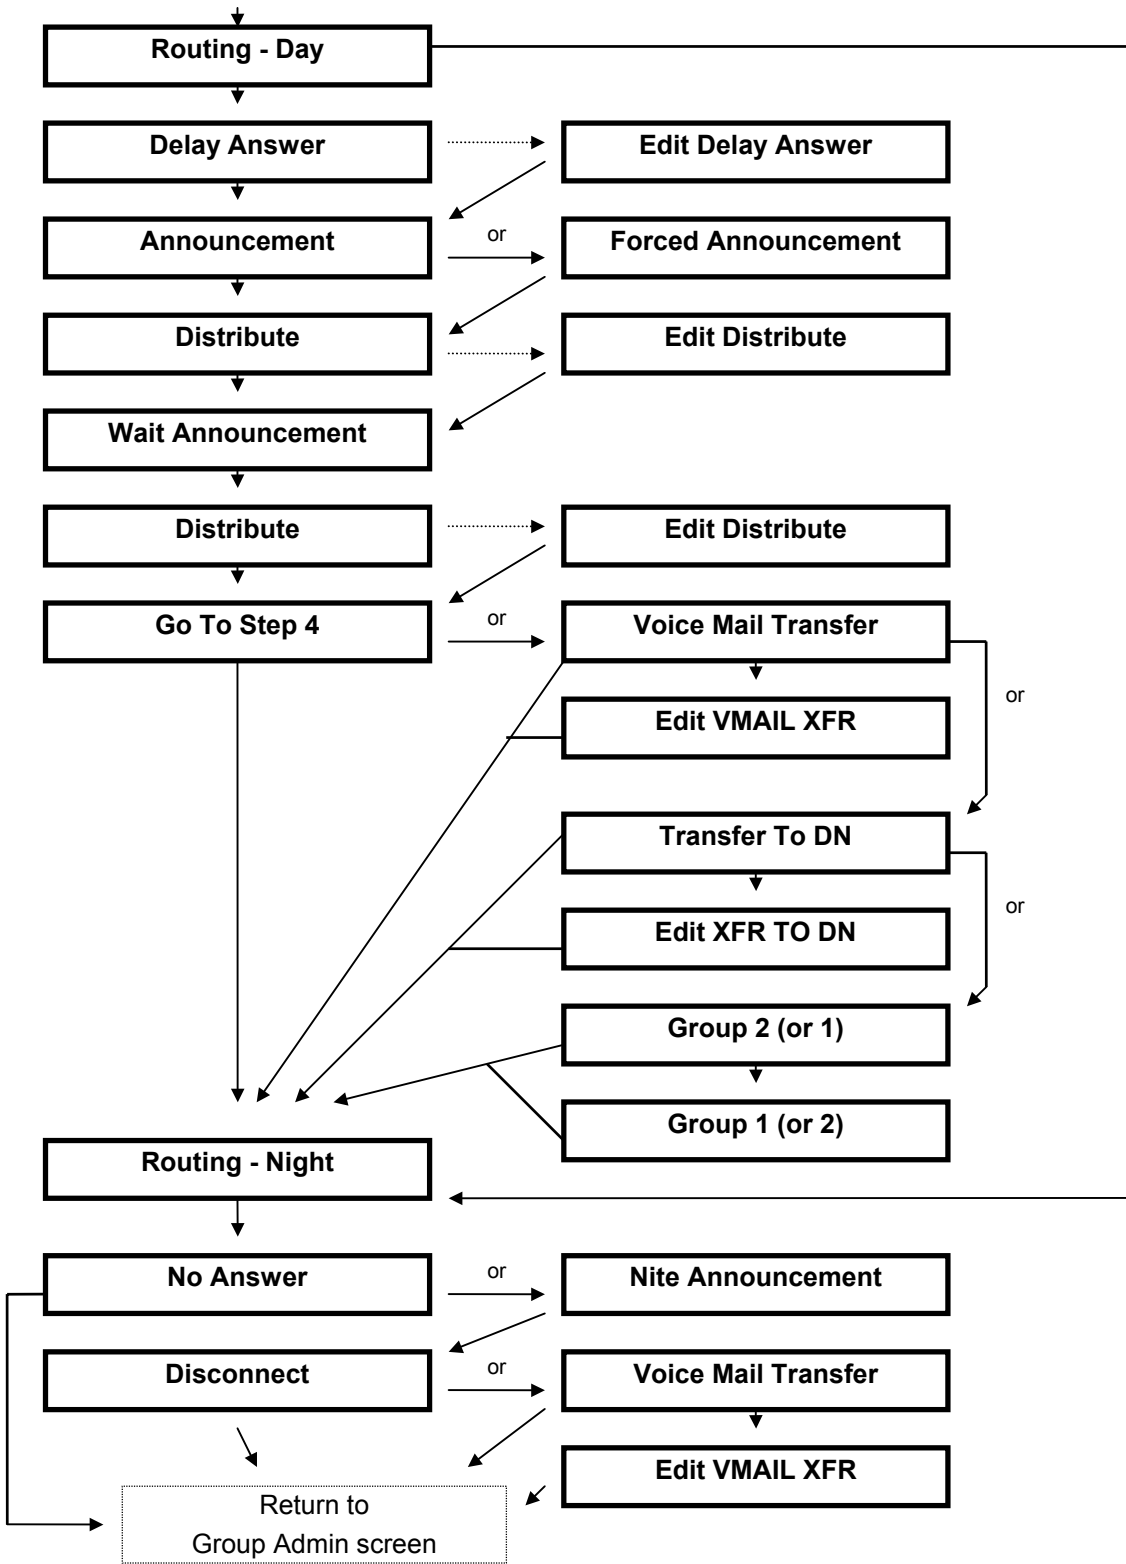 Routing - Day
Delay Answer
Edit Delay Answer
Announcement
or
Forced Announcement
Distribute
Edit Distribute
Wait Announcement
Distribute
Edit Distribute
Go To Step 4
or
Voice Mail Transfer
or
Edit VMAIL XFR
Transfer To DN
or
Edit XFR TO DN
Group 2 (or 1)
Group 1 (or 2)
Routing - Night
No Answer
or
Nite Announcement
Disconnect
or
Voice Mail Transfer
Edit VMAIL XFR
Return to
Group Admin screen